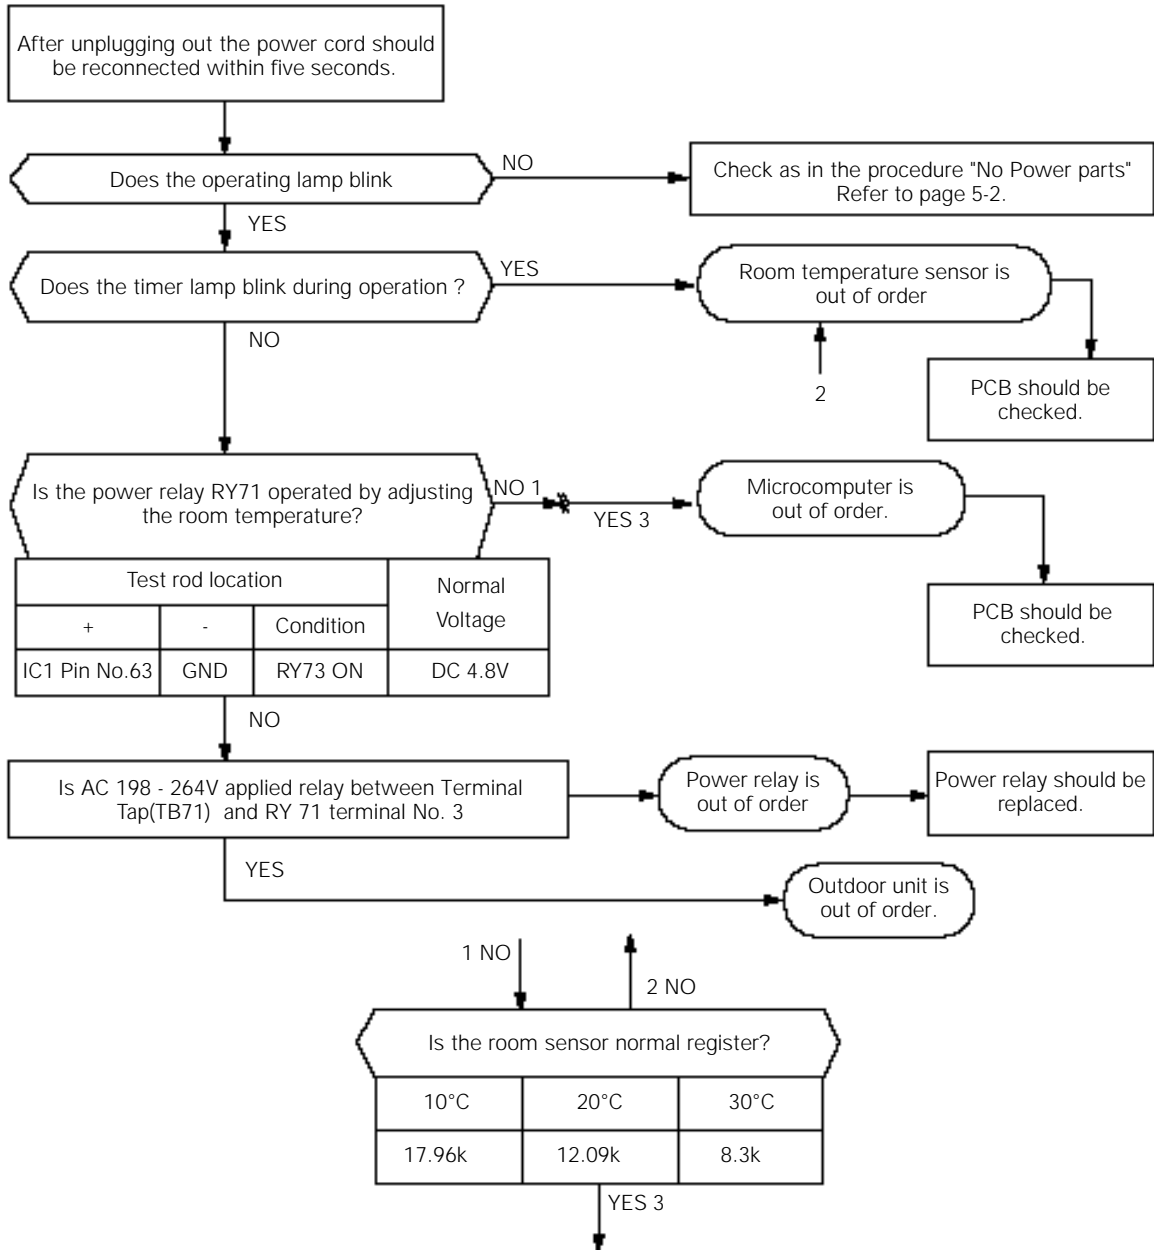 After unplugging out the power cord should
be reconnected within five seconds.
Does the operating lamp blink
NO
Check as in the procedure "No Power parts"
Refer to page 5-2.
YES
Does the timer lamp blink during operation ?
YES
Room temperature sensor is
out of order
NO
2
PCB should be
checked.
Is the power relay RY71 operated by adjusting
the room temperature?
NO 1
YES 3
Microcomputer is
out of order.
PCB should be
checked.
Test rod location
Normal
Voltage
+
-
Condition
IC1 Pin No.63
GND
RY73 ON
DC 4.8V
NO
Is AC 198 - 264V applied relay between Terminal
Tap(TB71) and RY 71 terminal No. 3
Power relay is
out of order
Power relay should be
replaced.
YES
Outdoor unit is
out of order.
1 NO
2 NO
Is the room sensor normal register?
10°C
20°C
30°C
17.96k
12.09k
8.3k
YES 3